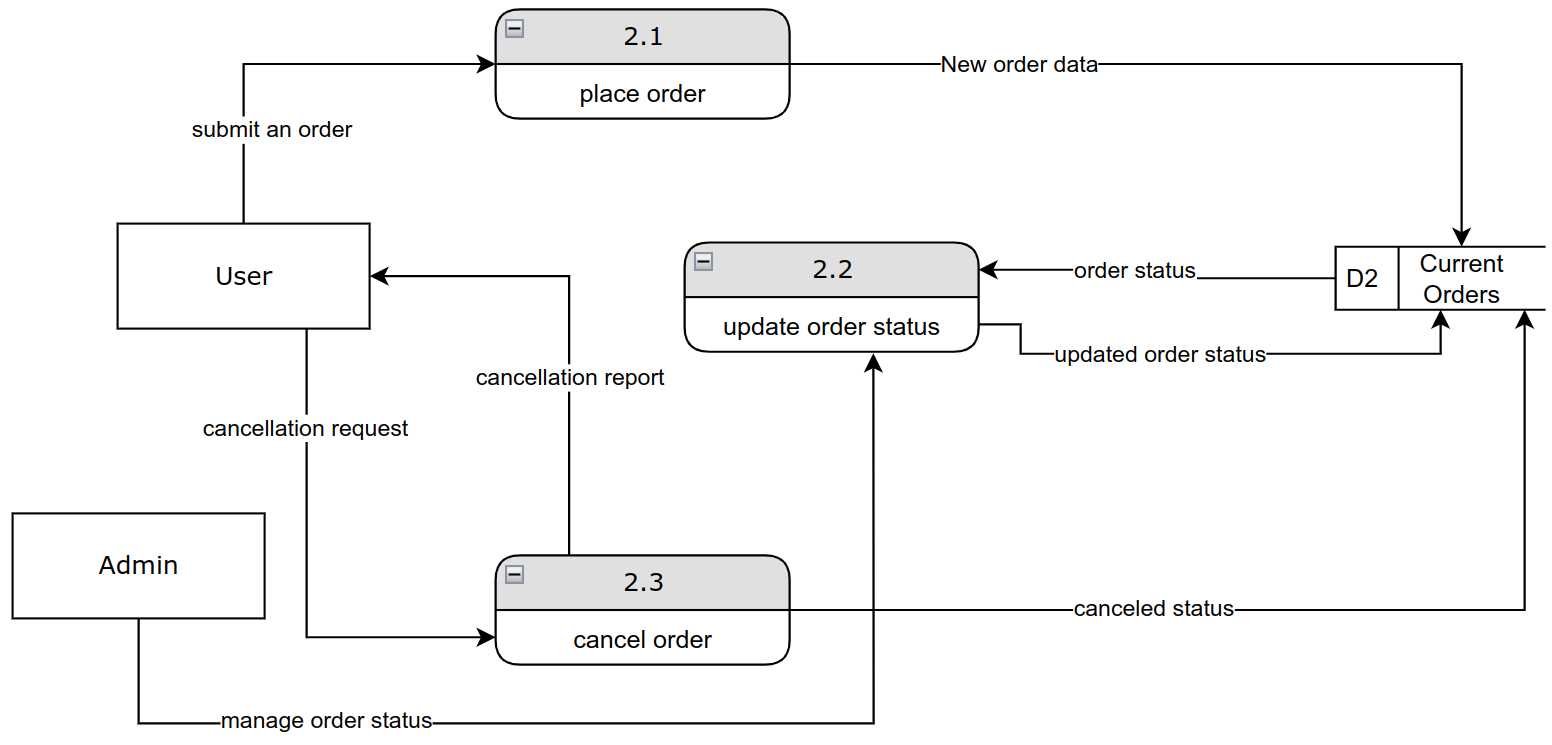 2.1
place order
New order data
submit an order
User
2.2
update order status
order status
D2
Current
Orders
updated order status
cancellation report
cancellation request
Admin
2.3
cancel order
canceled status
manage order status